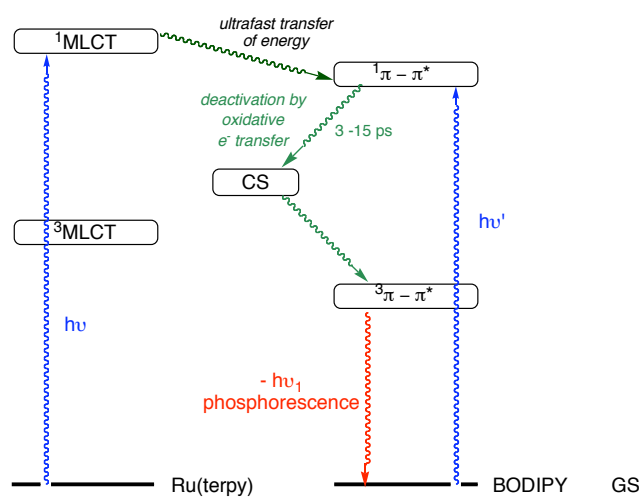 ultrafast transfer
of energy
¹MLCT
¹π – π*
deactivation by
oxidative
e⁻ transfer
3 -15 ps
CS
³MLCT
hυ'
³π – π*
hυ
- hυ₁
phosphorescence
Ru(terpy)
BODIPY
GS